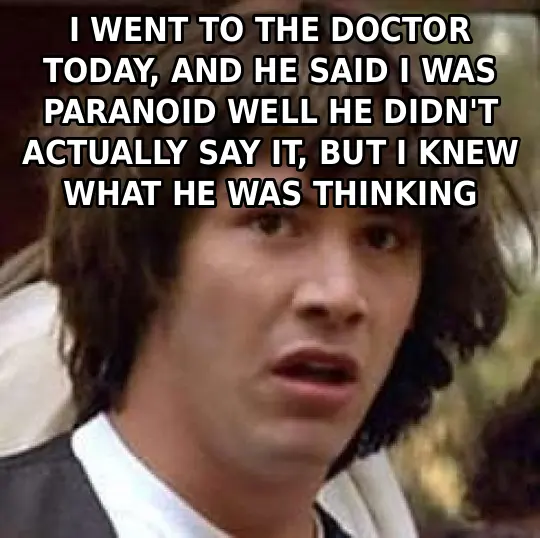 I WENT TO THE DOCTOR
TODAY, AND HE SAID I WAS
PARANOID WELL HE DIDN'T
ACTUALLY SAY IT, BUT I KNEW
WHAT HE WAS THINKING